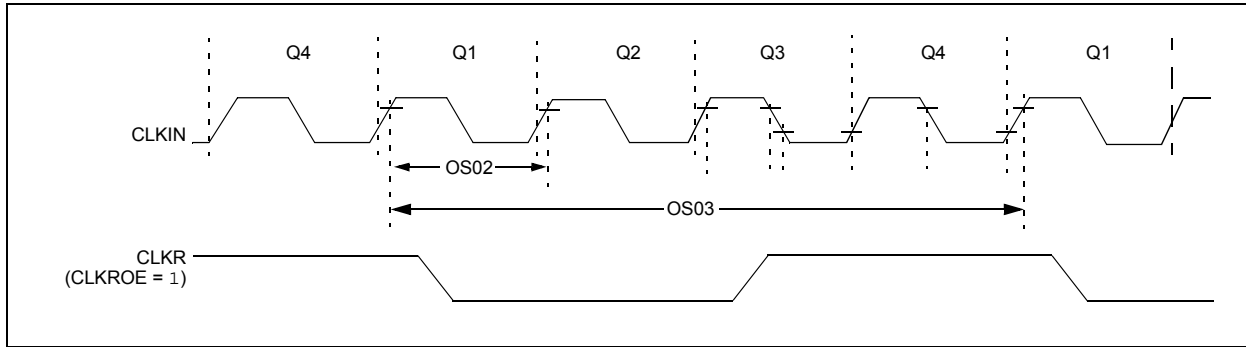 Q4 Q1 Q2 Q3 Q4 Q1
CLKIN
OS02
OS03
CLKR
(CLKROE = 1)